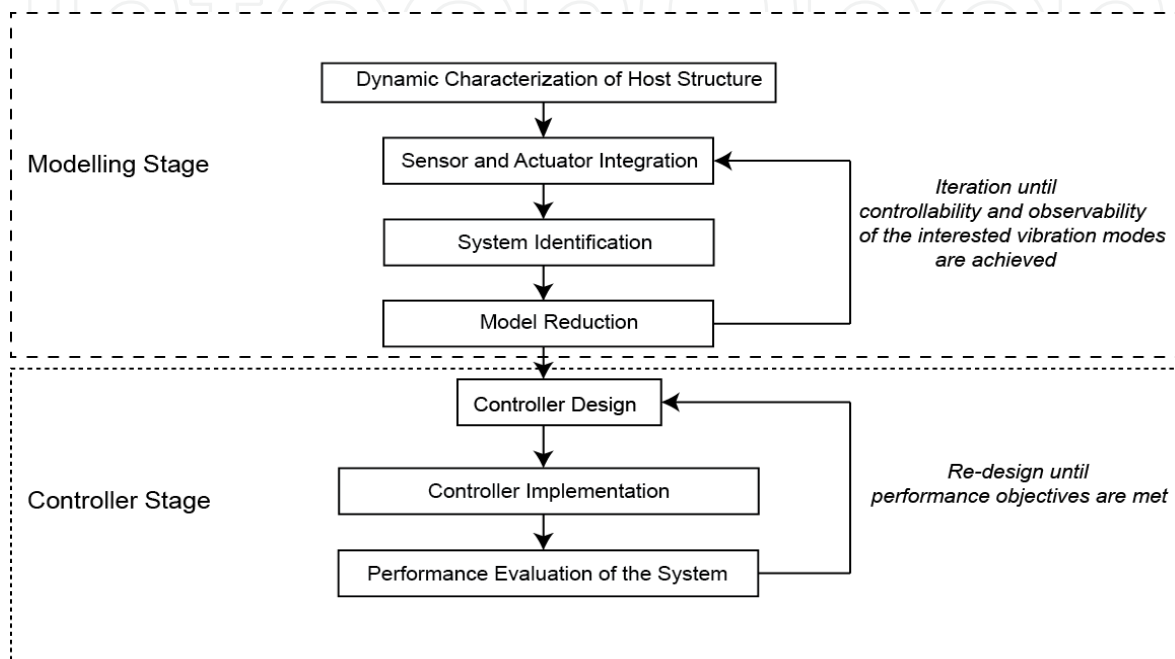 Dynamic Characterization of Host Structure
Modelling Stage
Sensor and Actuator Integration
System Identification
Model Reduction
Iteration until
controllability and observability
of the interested vibration modes
are achieved
Controller Design
Controller Stage
Controller Implementation
Performance Evaluation of the System
Re-design until
performance objectives are met